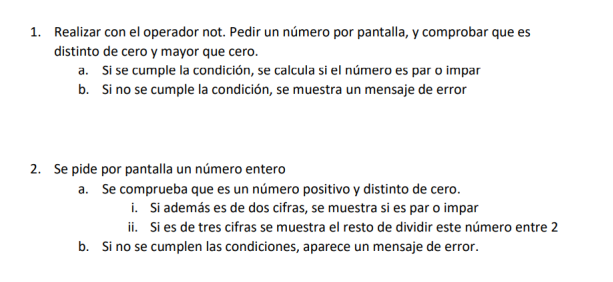 1. Realizar con el operador not. Pedir un número por pantalla, y comprobar que es
distinto de cero y mayor que cero.
a. Si se cumple la condición, se calcula si el número es par o impar
b. Si no se cumple la condición, se muestra un mensaje de error
2. Se pide por pantalla un número entero
a. Se comprueba que es un número positivo y distinto de cero.
i. Si además es de dos cifras, se muestra si es par o impar
ii. Si es de tres cifras se muestra el resto de dividir este número entre 2
b. Si no se cumplen las condiciones, aparece un mensaje de error.